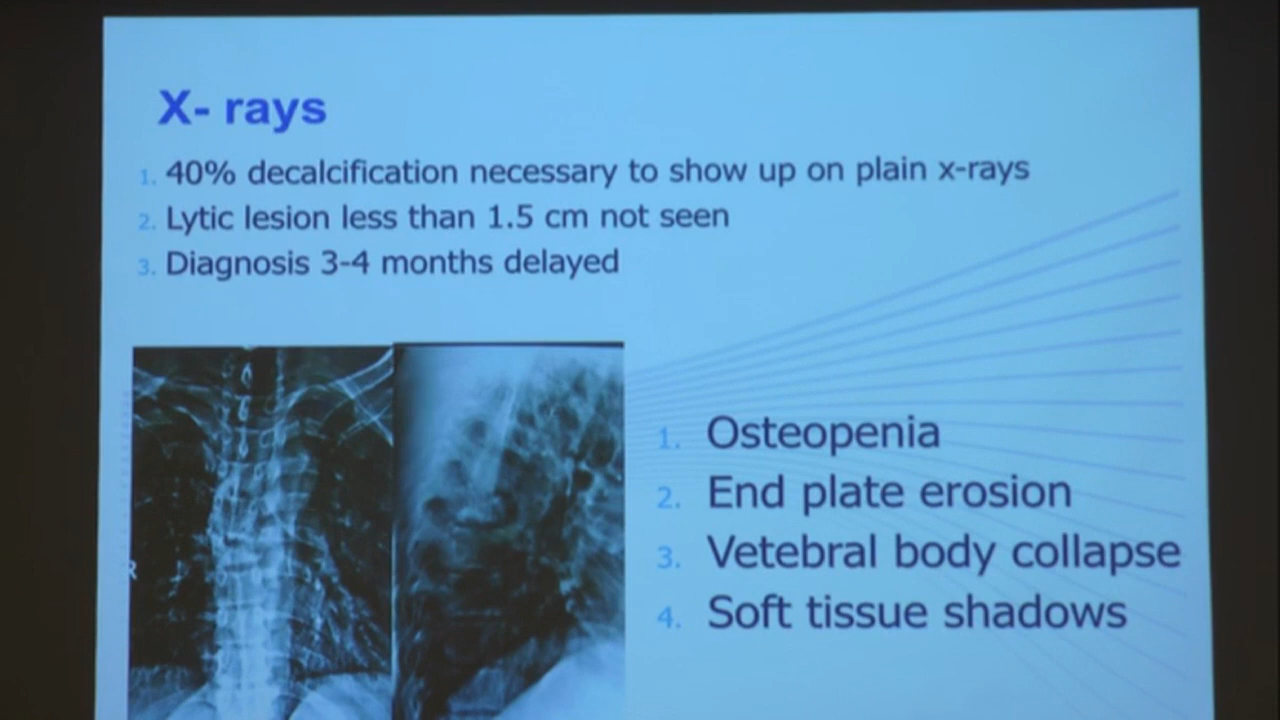 X- rays
1. 40% decalcification necessary to show up on plain x-rays
2. Lytic lesion less than 1.5 cm not seen
3. Diagnosis 3-4 months delayed
1. Osteopenia
2. End plate erosion
3. Vetebral body collapse
4. Soft tissue shadows
R